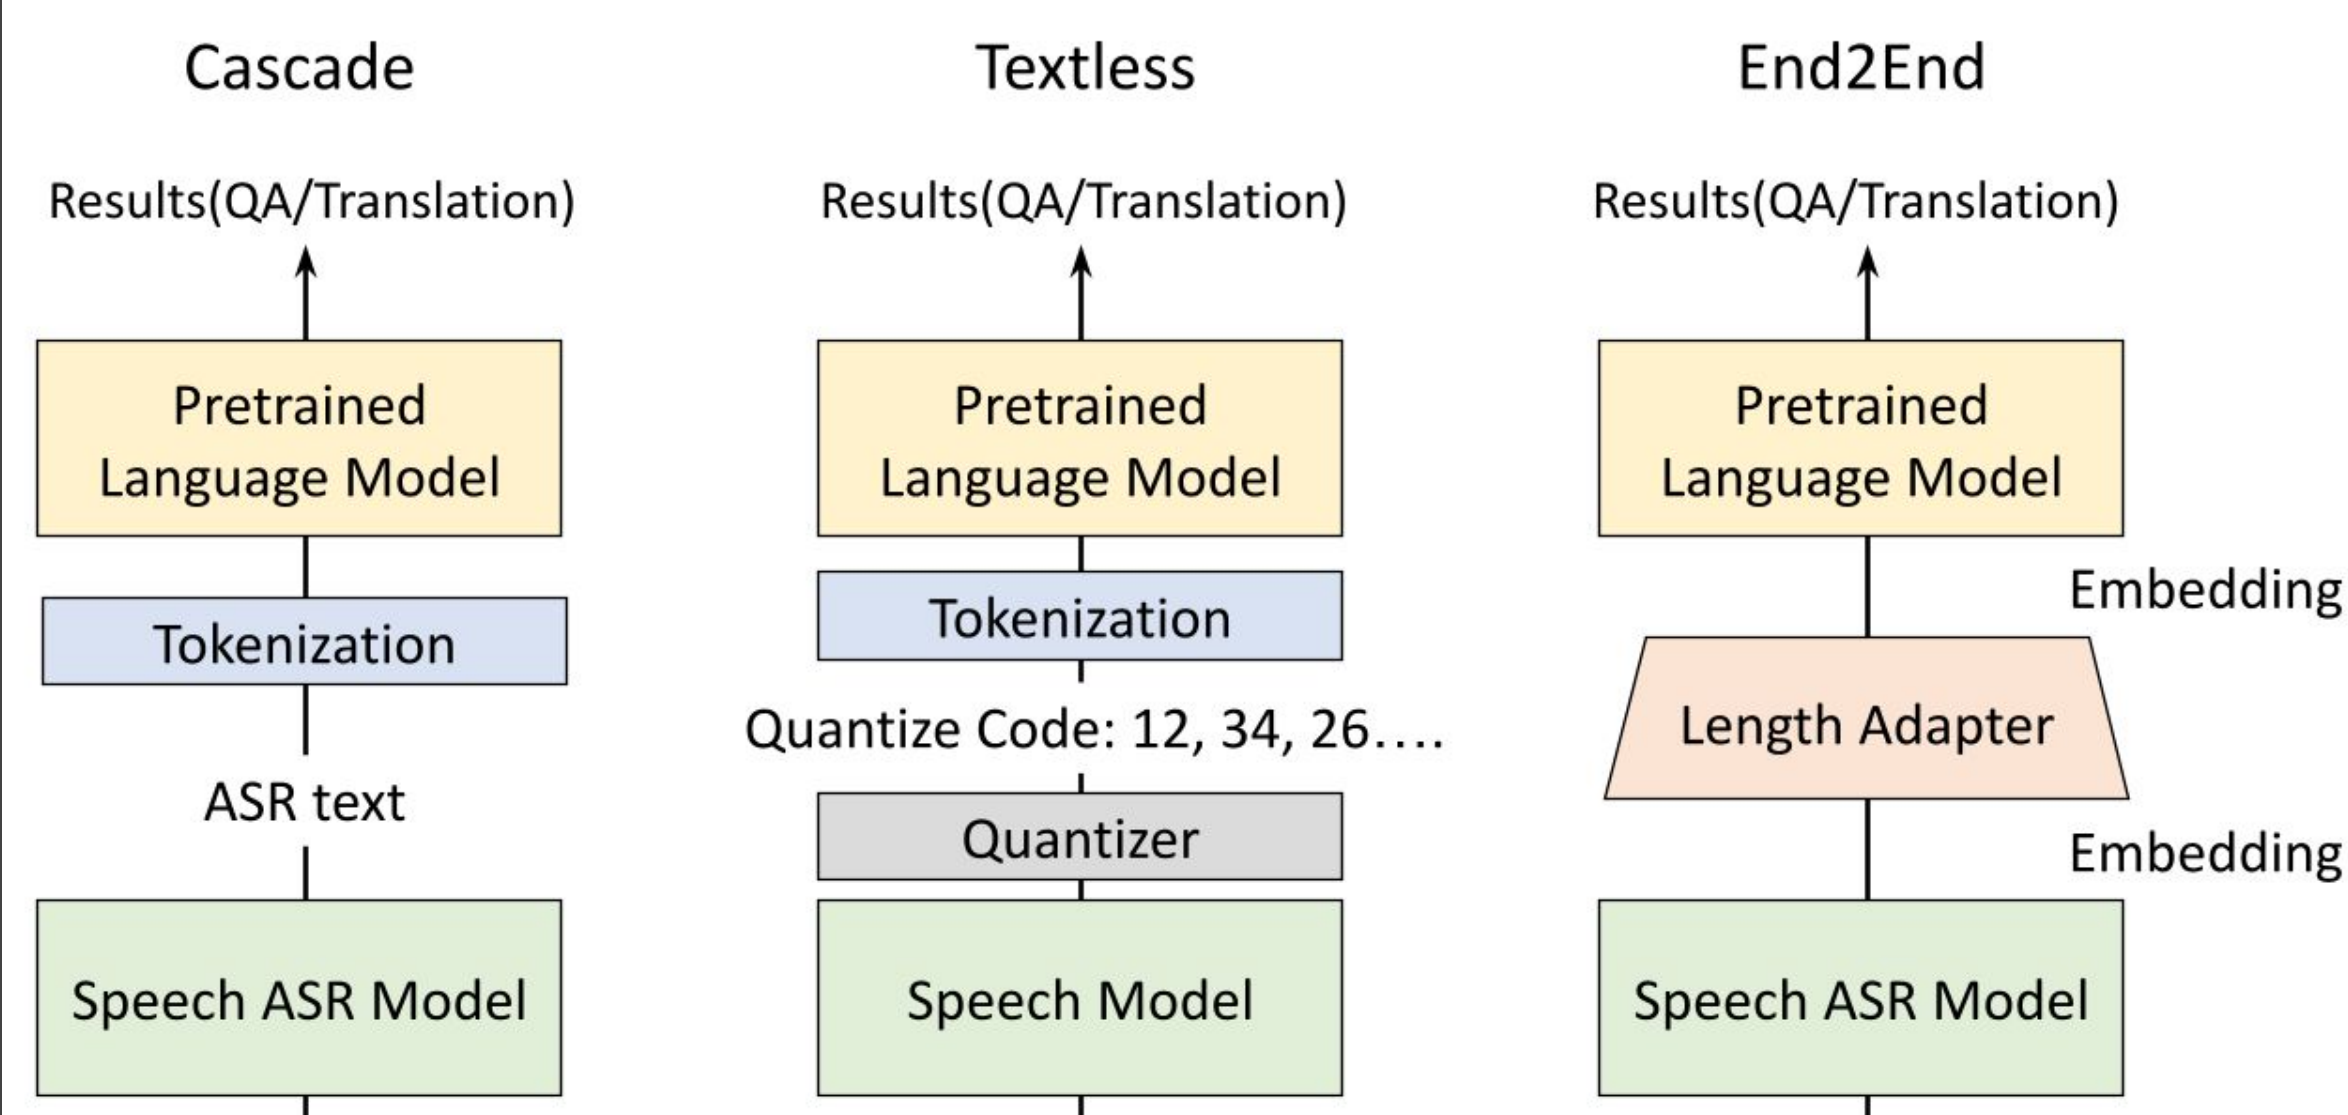 Cascade
Results(QA/Translation)
Pretrained
Language Model
Tokenization
ASR text
Speech ASR Model
Textless
Results(QA/Translation)
Pretrained
Language Model
Tokenization
Quantize Code: 12, 34, 26....
Quantizer
Speech Model
End2End
Results(QA/Translation)
Pretrained
Language Model
Embedding
Length Adapter
Embedding
Speech ASR Model